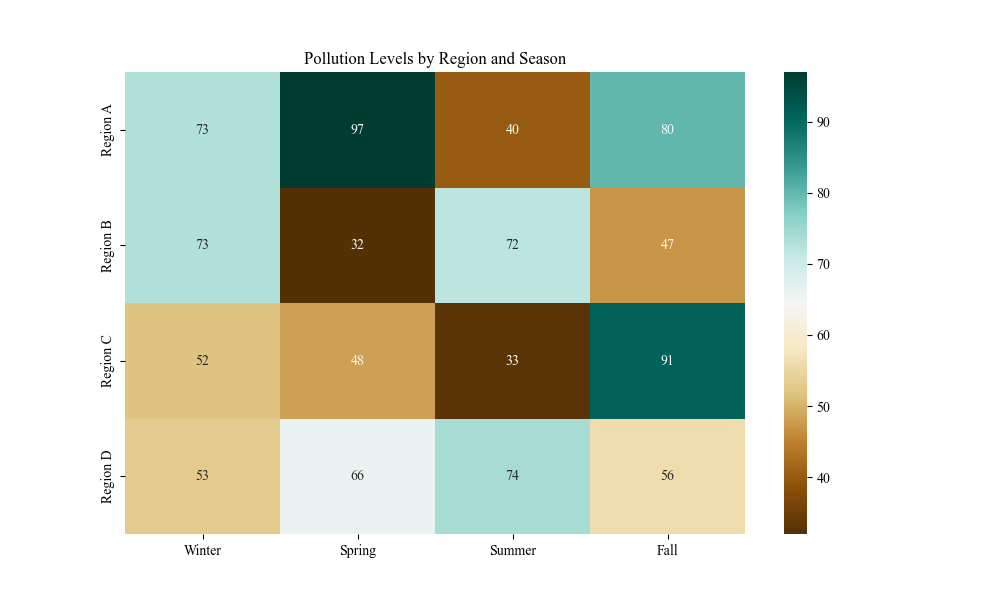 Pollution Levels by Region and Season
Region A 73 97 40 80
Region B 73 32 72 47
Region C 52 48 33 91
Region D 53 66 74 56
Winter Spring Summer Fall
90
80
70
60
50
40